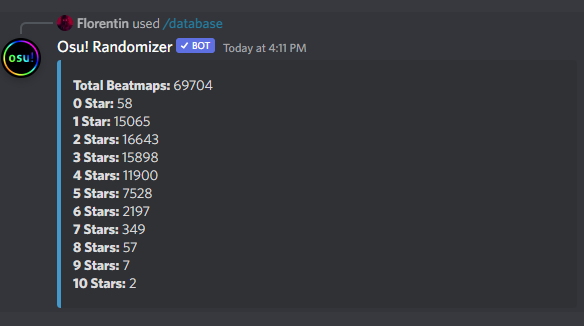 Florentin used /database
osu!
Osu! Randomizer ✓ BOT Today at 4:11 PM
Total Beatmaps: 69704
0 Star: 58
1 Star: 15065
2 Stars: 16643
3 Stars: 15898
4 Stars: 11900
5 Stars: 7528
6 Stars: 2197
7 Stars: 349
8 Stars: 57
9 Stars: 7
10 Stars: 2